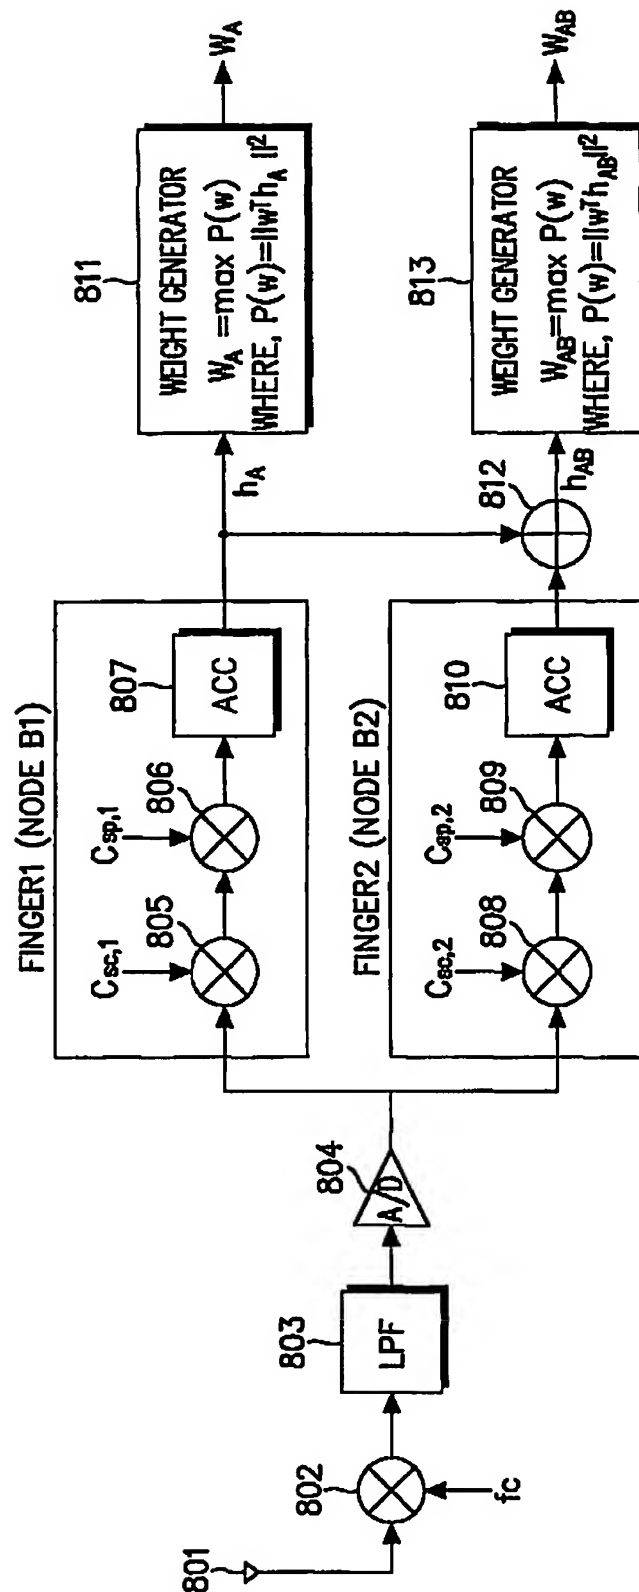 801
802
fc
803
LPF
804
A/D
FINGER1 (NODE B1)
Csc,1
805
Csp,1
806
807
ACC
hA
811
WEIGHT GENERATOR
WA =max P(w)
WHERE, P(w)=||wThA ||2
WA
FINGER2 (NODE B2)
Csc,2
808
Csp,2
809
810
ACC
812
hAB
813
WEIGHT GENERATOR
WAB=max P(w)
WHERE, P(w)=||wThAB||2
WAB